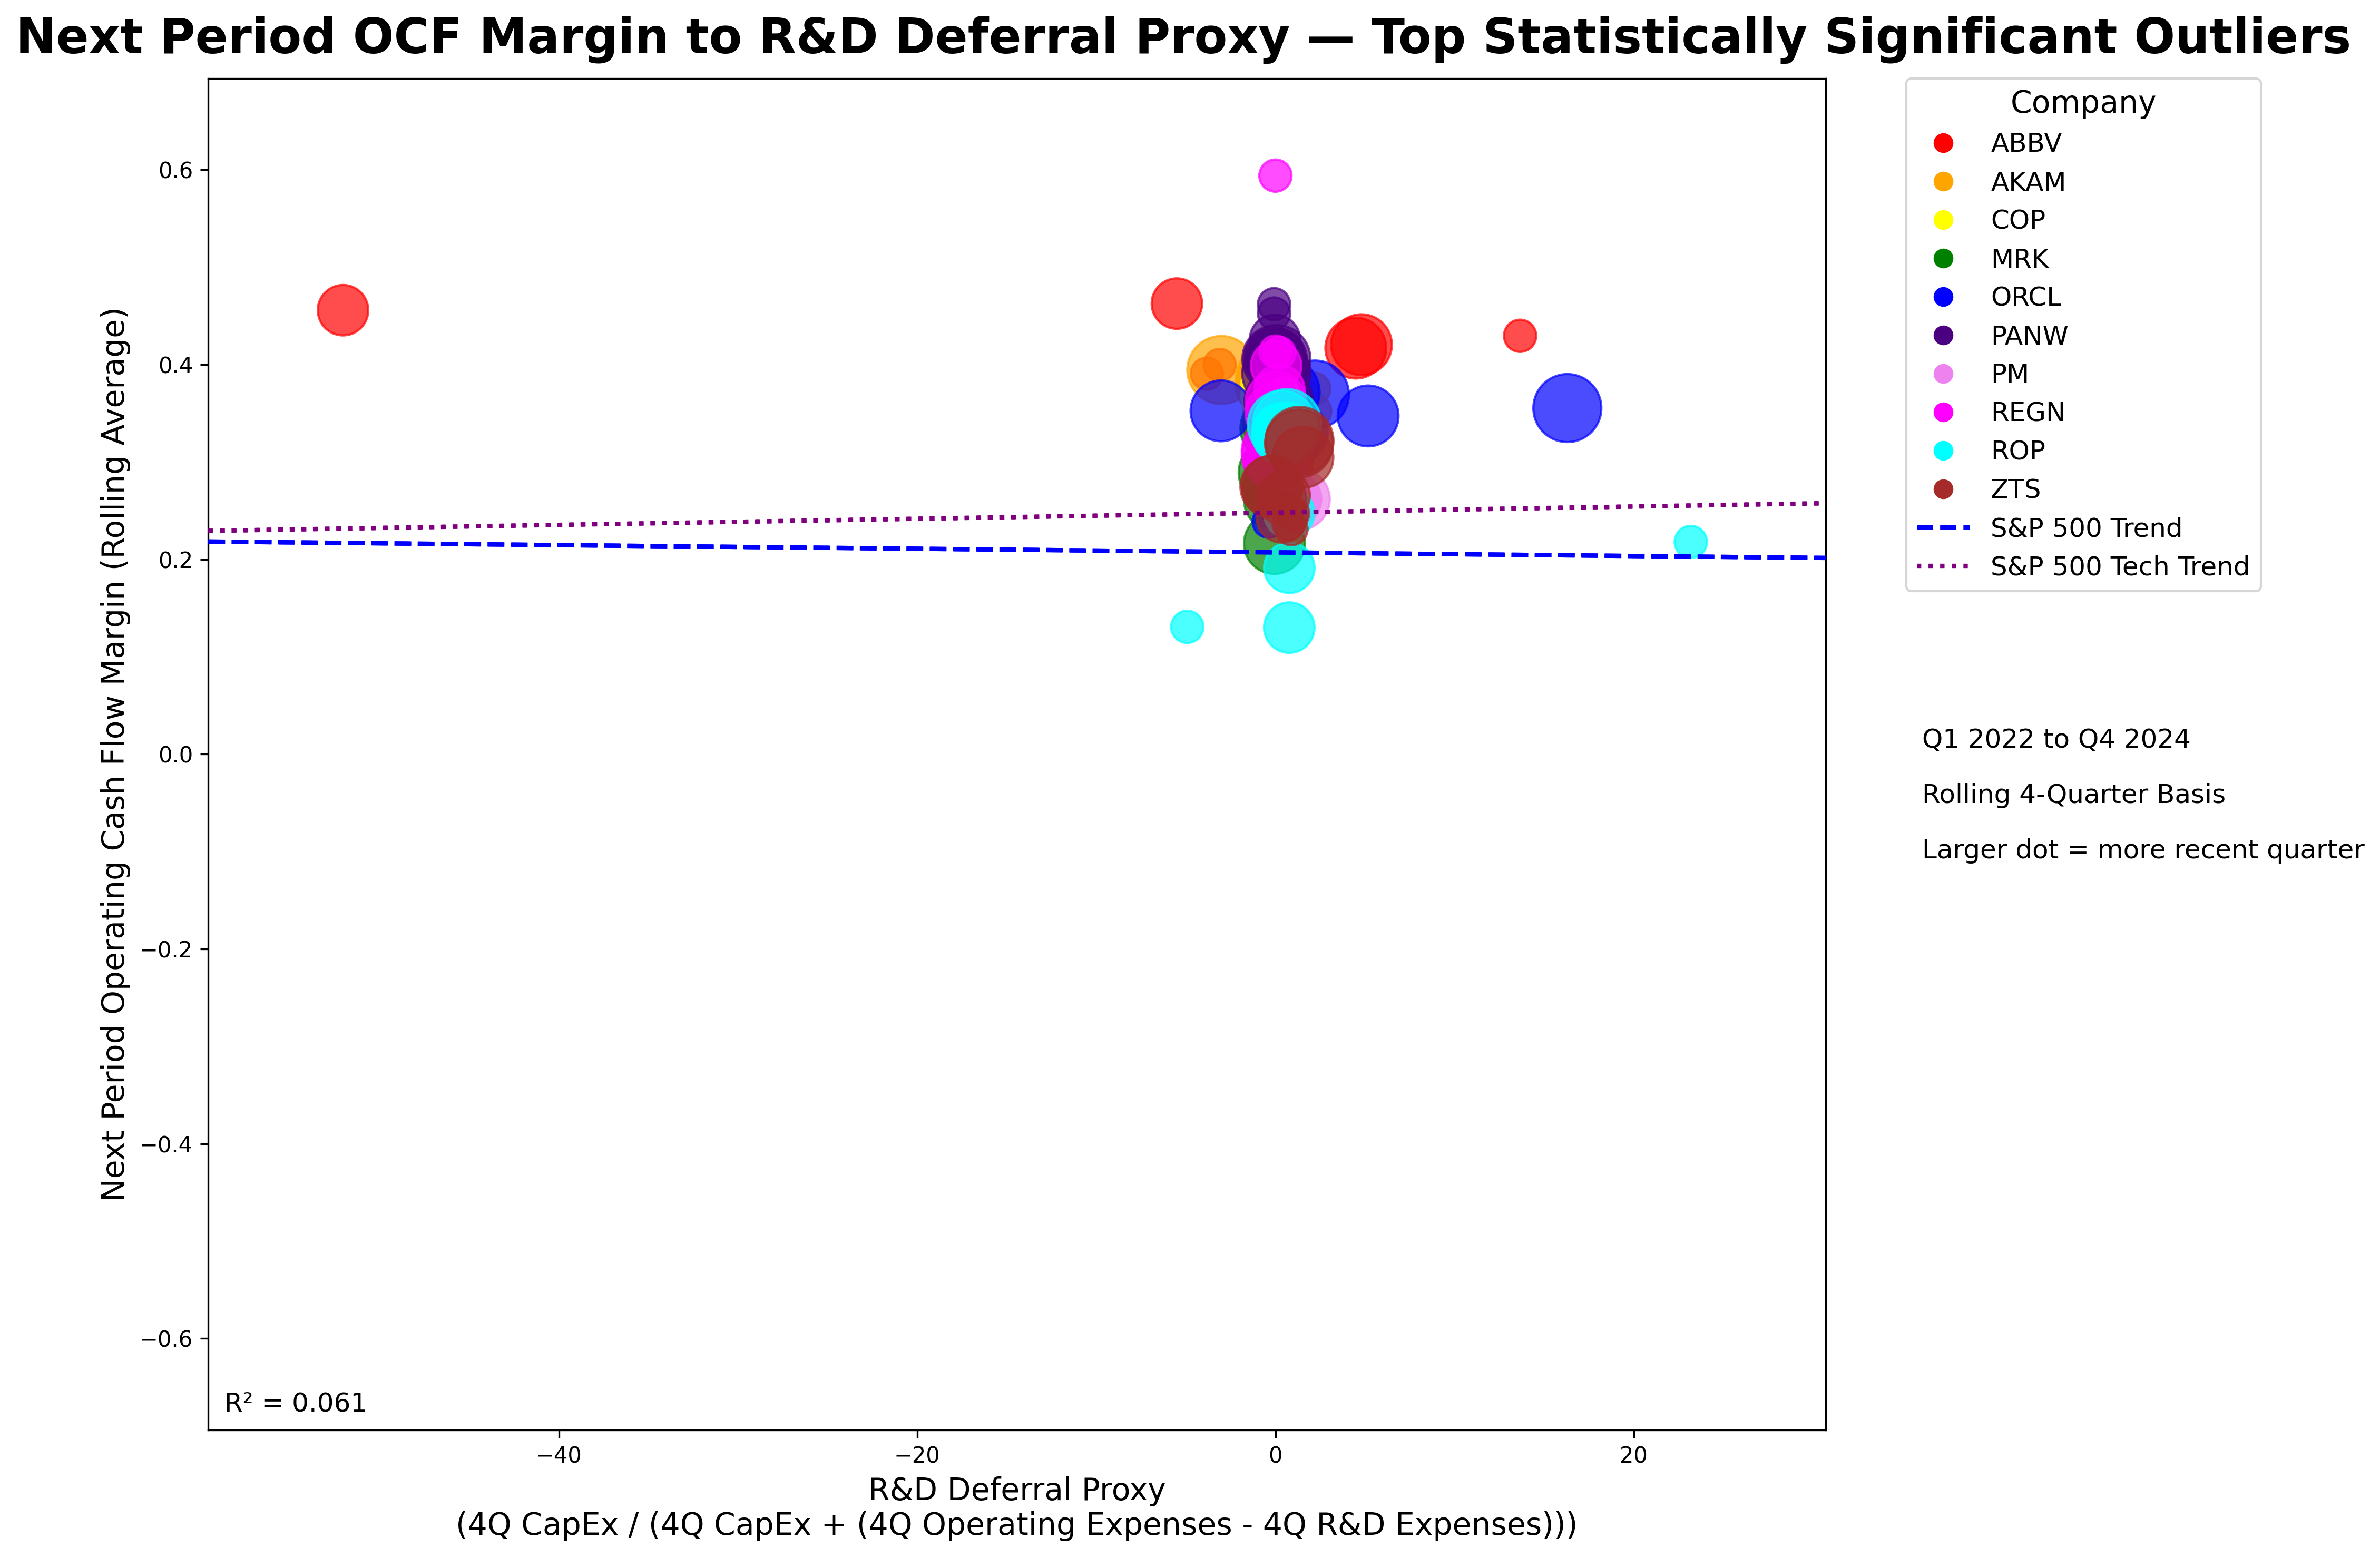 Next Period OCF Margin to R&D Deferral Proxy — Top Statistically Significant Outliers
Next Period Operating Cash Flow Margin (Rolling Average)
0.6
0.4
0.2
0.0
−0.2
−0.4
−0.6
R² = 0.061
−40
−20
0
20
R&D Deferral Proxy
(4Q CapEx / (4Q CapEx + (4Q Operating Expenses - 4Q R&D Expenses)))
Company
ABBV
AKAM
COP
MRK
ORCL
PANW
PM
REGN
ROP
ZTS
S&P 500 Trend
S&P 500 Tech Trend
Q1 2022 to Q4 2024
Rolling 4-Quarter Basis
Larger dot = more recent quarter